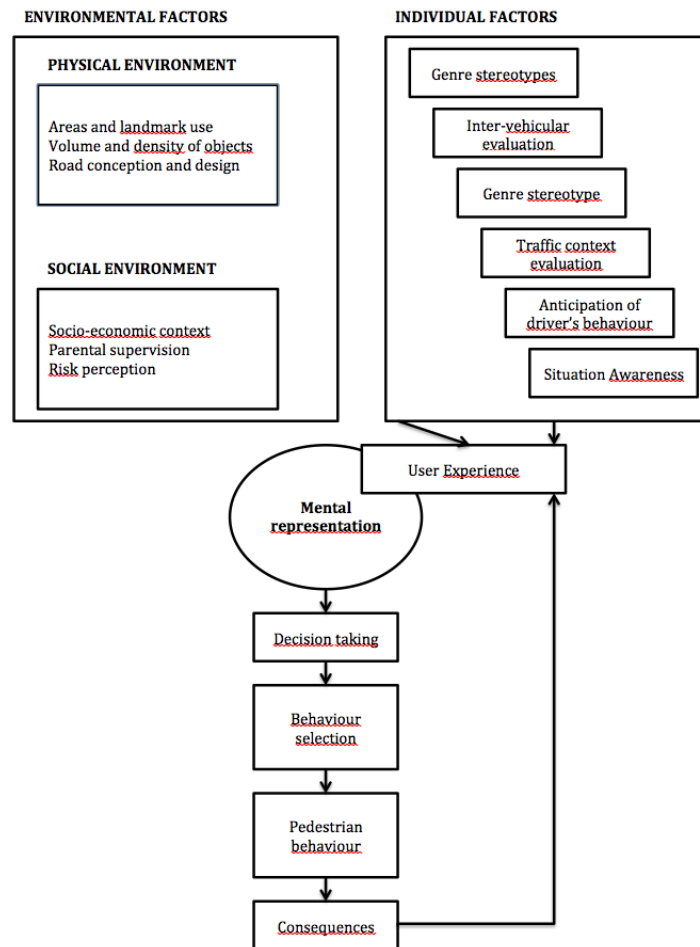 ENVIRONMENTAL FACTORS
PHYSICAL ENVIRONMENT
Areas and landmark use
Volume and density of objects
Road conception and design
SOCIAL ENVIRONMENT
Socio-economic context
Parental supervision
Risk perception
INDIVIDUAL FACTORS
Genre stereotypes
Inter-vehicular
evaluation
Genre stereotype
Traffic context
evaluation
Anticipation of
driver's behaviour
Situation Awareness
User Experience
Mental
representation
Decision taking
Behaviour
selection
Pedestrian
behaviour
Consequences